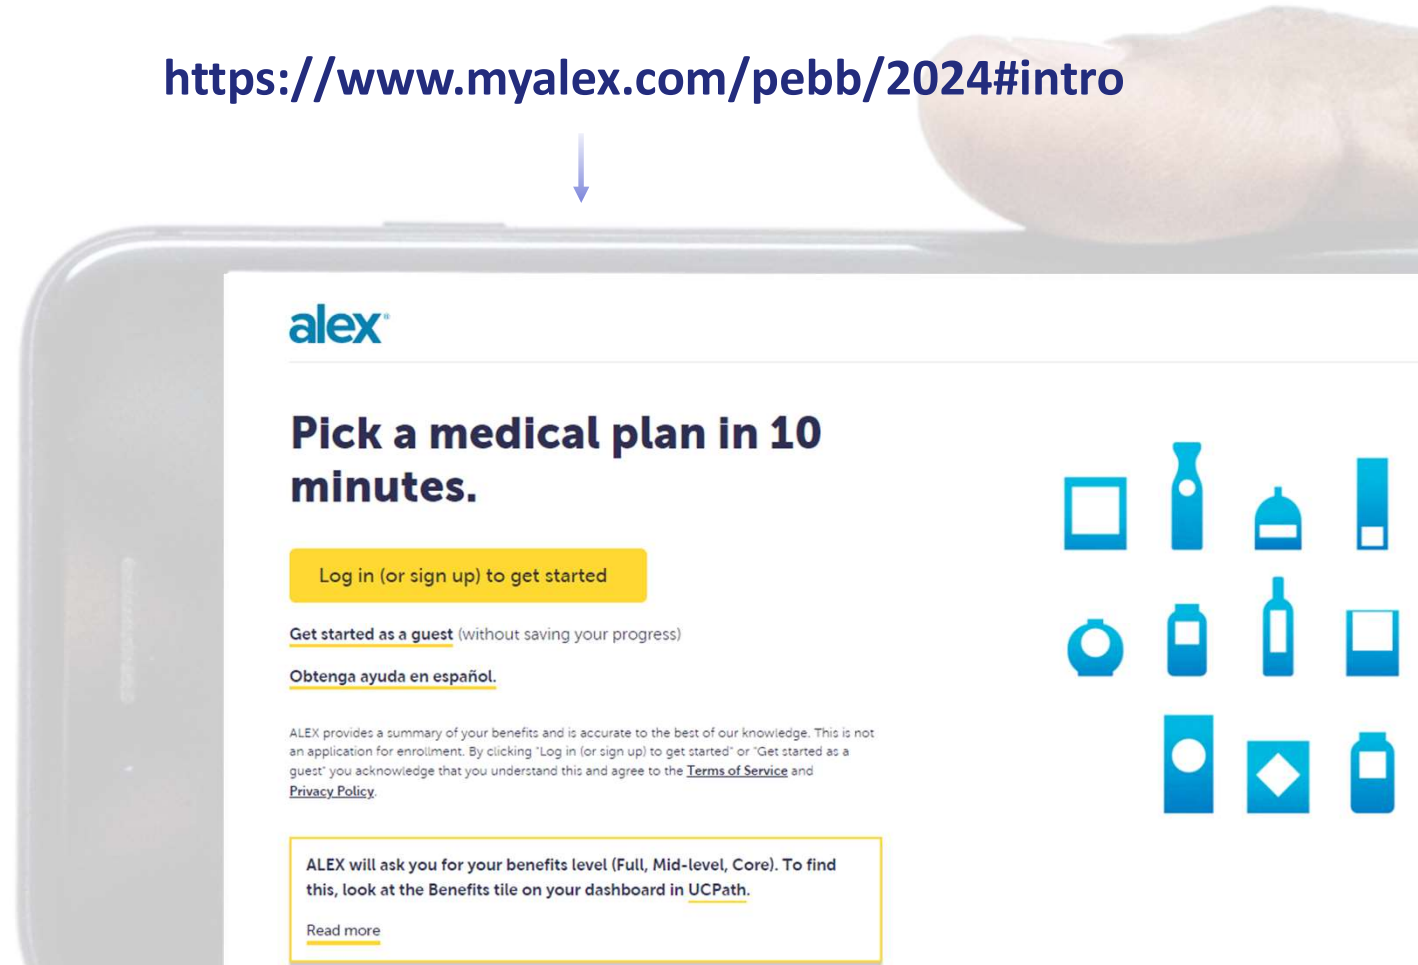 https://www.myalex.com/pebb/2024#intro
alex®
Pick a medical plan in 10
minutes.
Log in (or sign up) to get started
Get started as a guest (without saving your progress)
Obtenga ayuda en español.
ALEX provides a summary of your benefits and is accurate to the best of our knowledge. This is not
an application for enrollment. By clicking "Log in (or sign up) to get started" or "Get started as a
guest" you acknowledge that you understand this and agree to the Terms of Service and
Privacy Policy.
ALEX will ask you for your benefits level (Full, Mid-level, Core). To find
this, look at the Benefits tile on your dashboard in UCPath.
Read more